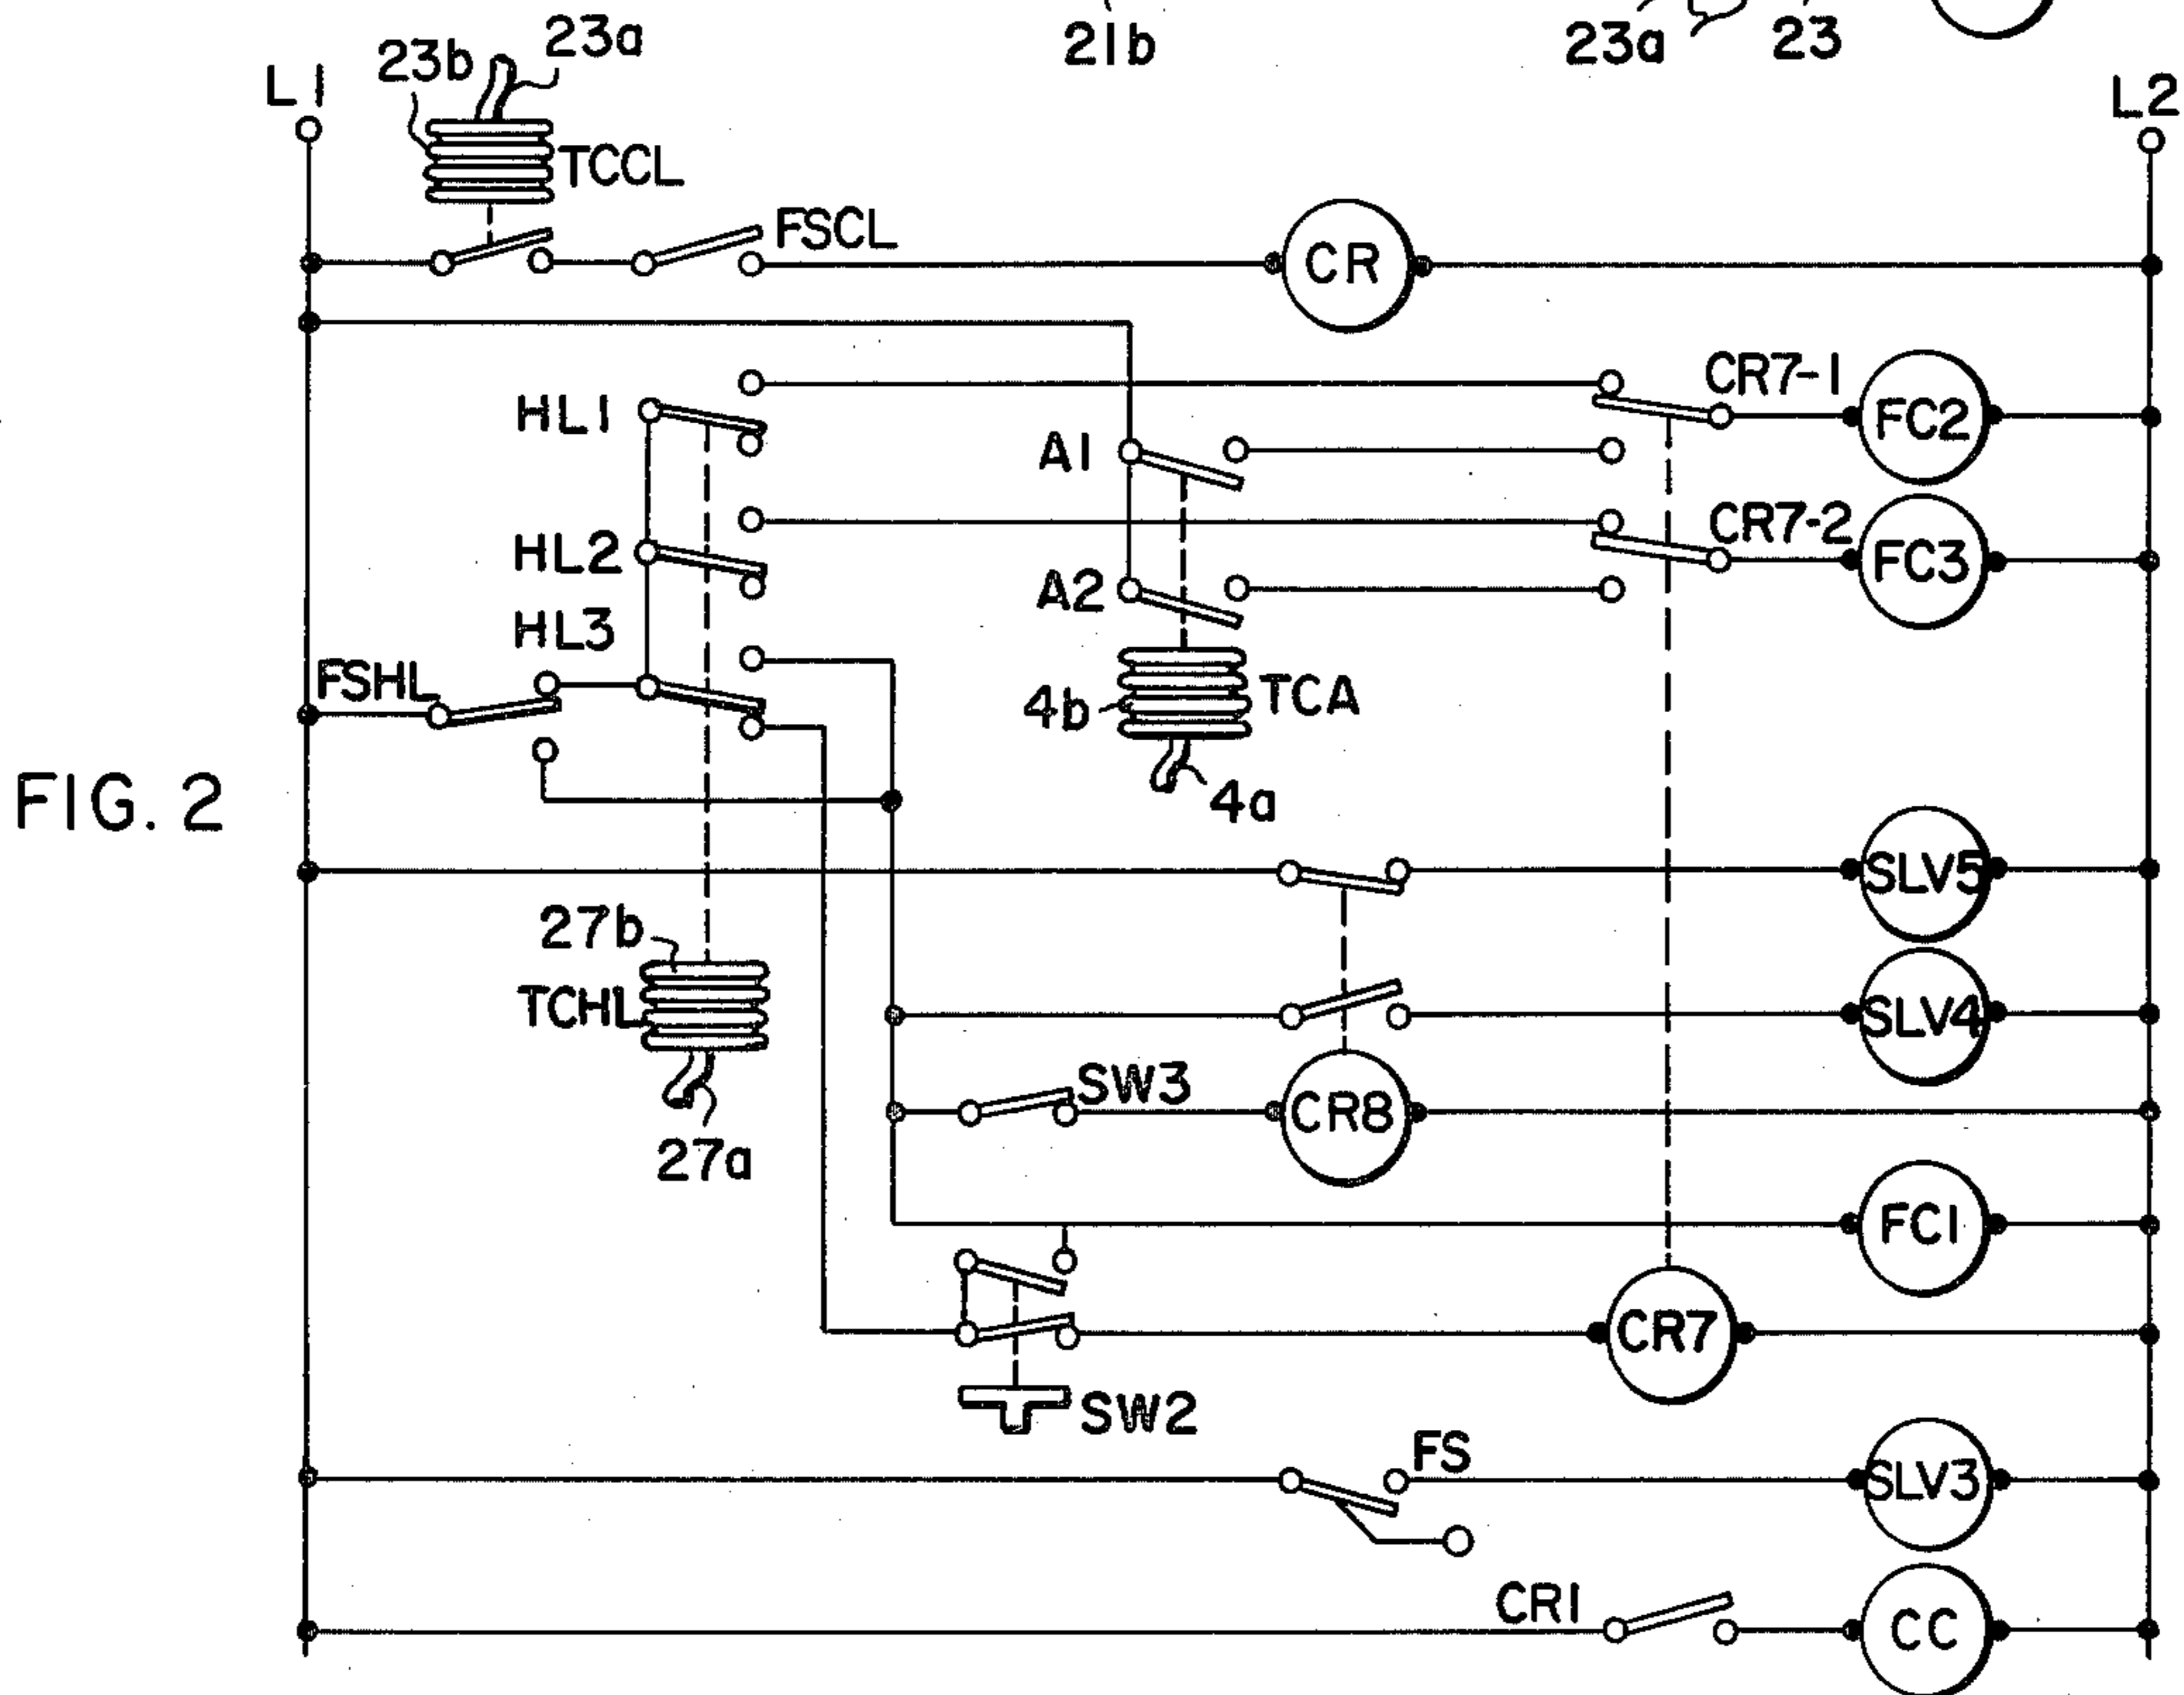 21b
23a
23
23b
23a
L1
L2
TCCL
FSCL
CR
CR7-1
FC2
HL1
A1
CR7-2
FC3
HL2
A2
HL3
FSHL
4b
TCA
4a
FIG. 2
SLV5
27b
TCHL
SLV4
27a
SW3
CR8
FC1
CR7
SW2
FS
SLV3
CR1
CC